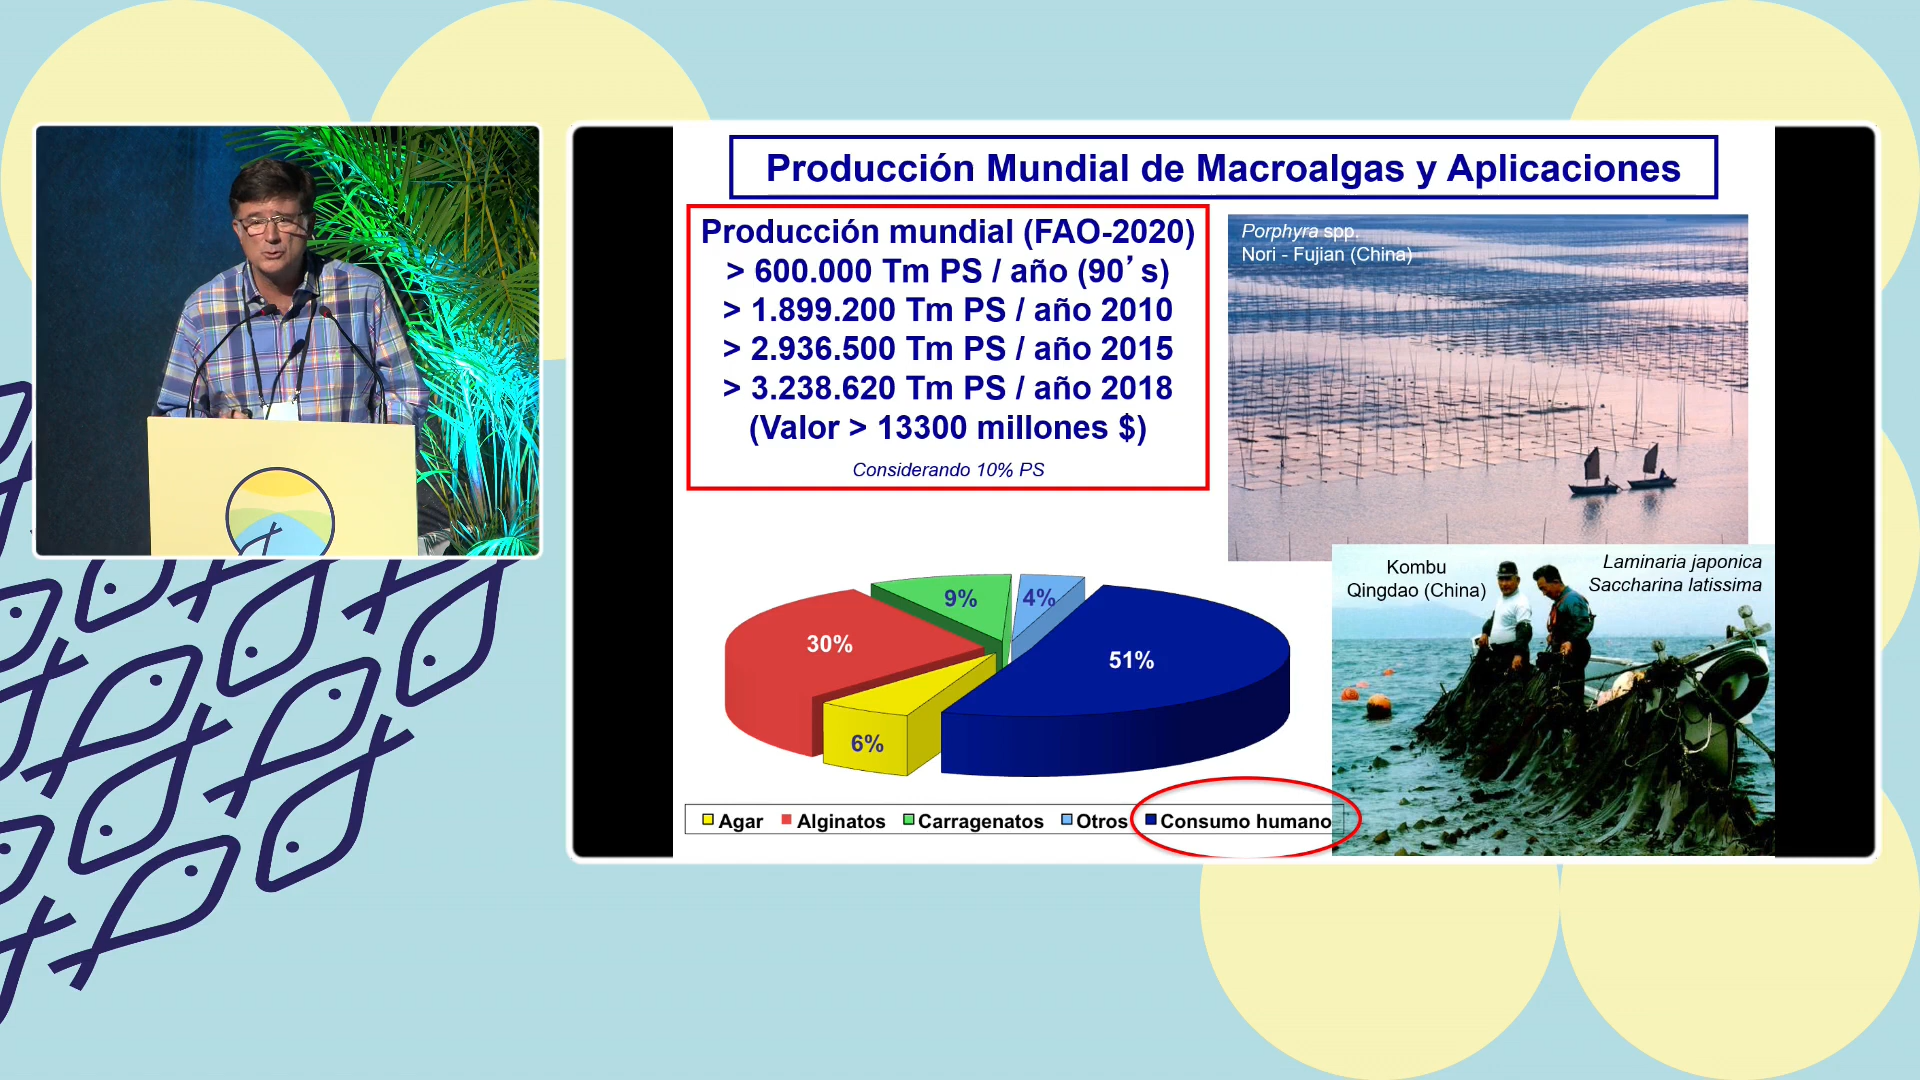 Producción Mundial de Macroalgas y Aplicaciones
Producción mundial (FAO-2020)
> 600.000 Tm PS / año (90’s)
> 1.899.200 Tm PS / año 2010
> 2.936.500 Tm PS / año 2015
> 3.238.620 Tm PS / año 2018
(Valor > 13300 millones $)
Considerando 10% PS
Porphyra spp.
Nori - Fujian (China)
Kombu
Qingdao (China)
Laminaria japonica
Saccharina latissima
9%
4%
30%
51%
6%
Agar Alginatos Carragenatos Otros Consumo humano